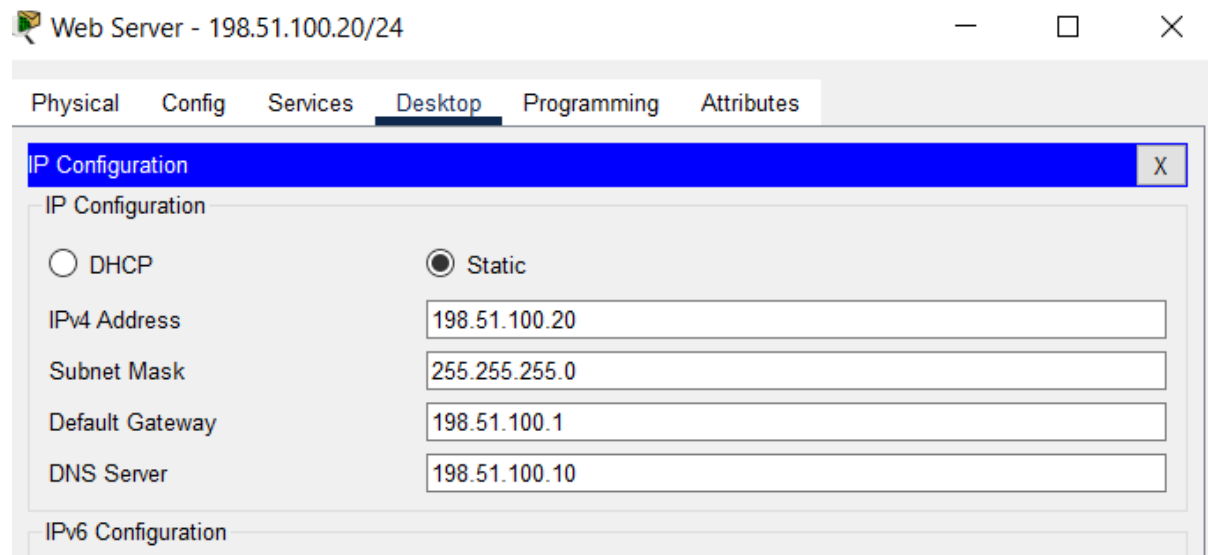 Web Server - 198.51.100.20/24
Physical Config Services Desktop Programming Attributes
IP Configuration X
IP Configuration
DHCP Static
IPv4 Address 198.51.100.20
Subnet Mask 255.255.255.0
Default Gateway 198.51.100.1
DNS Server 198.51.100.10
IPv6 Configuration